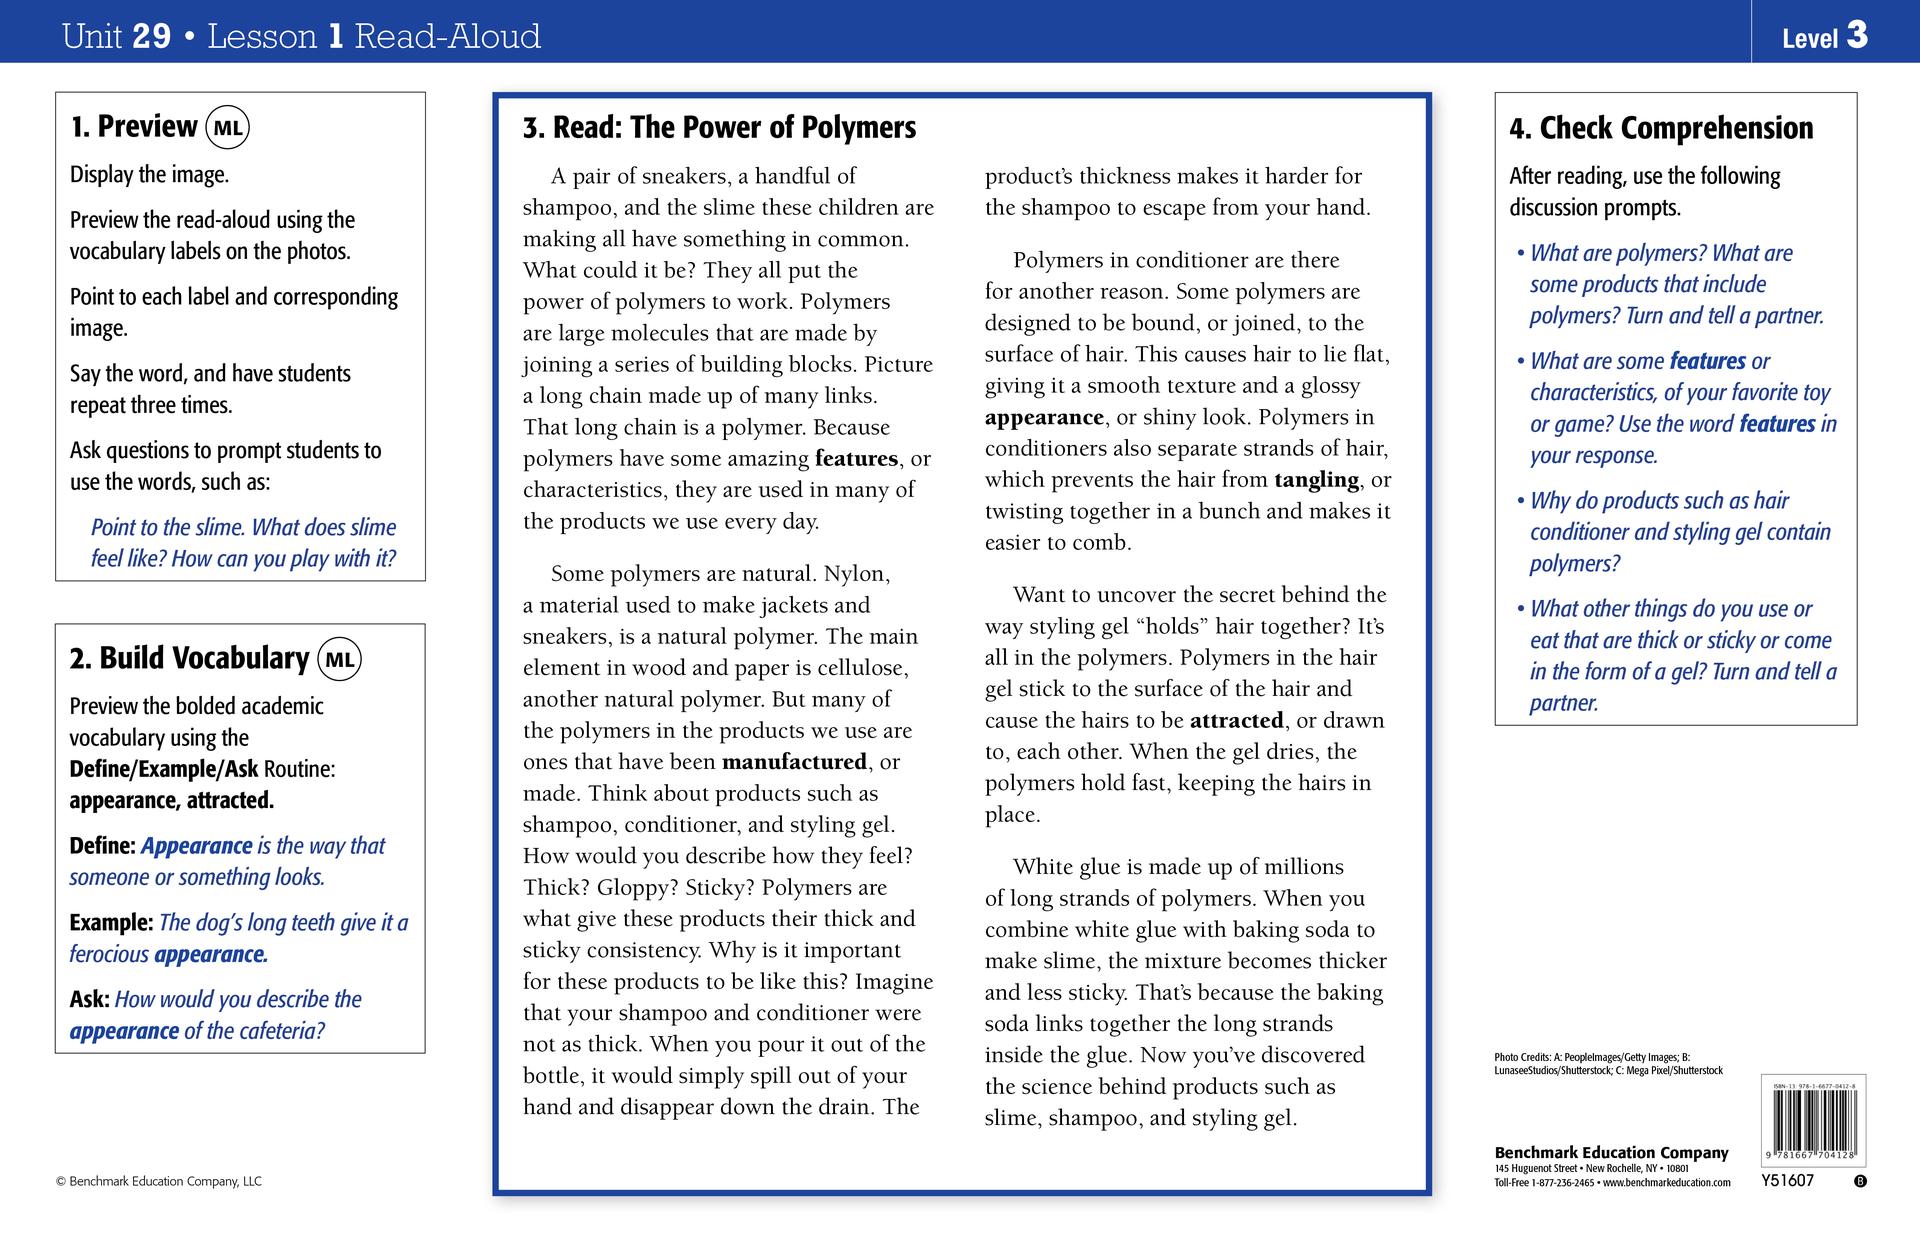 Unit 29 • Lesson 1 Read-Aloud
Level 3
1. Preview ML
Display the image.
Preview the read-aloud using the
vocabulary labels on the photos.
Point to each label and corresponding
image.
Say the word, and have students
repeat three times.
Ask questions to prompt students to
use the words, such as:
Point to the slime. What does slime
feel like? How can you play with it?
2. Build Vocabulary ML
Preview the bolded academic
vocabulary using the
Define/Example/Ask Routine:
appearance, attracted.
Define: Appearance is the way that
someone or something looks.
Example: The dog's long teeth give it a
ferocious appearance.
Ask: How would you describe the
appearance of the cafeteria?
© Benchmark Education Company, LLC
3. Read: The Power of Polymers
A pair of sneakers, a handful of
shampoo, and the slime these children are
making all have something in common.
What could it be? They all put the
power of polymers to work. Polymers
are large molecules that are made by
joining a series of building blocks. Picture
a long chain made up of many links.
That long chain is a polymer. Because
polymers have some amazing features, or
characteristics, they are used in many of
the products we use every day.
Some polymers are natural. Nylon,
a material used to make jackets and
sneakers, is a natural polymer. The main
element in wood and paper is cellulose,
another natural polymer. But many of
the polymers in the products we use are
ones that have been manufactured, or
made. Think about products such as
shampoo, conditioner, and styling gel.
How would you describe how they feel?
Thick? Gloppy? Sticky? Polymers are
what give these products their thick and
sticky consistency. Why is it important
for these products to be like this? Imagine
that your shampoo and conditioner were
not as thick. When you pour it out of the
bottle, it would simply spill out of your
hand and disappear down the drain. The
product's thickness makes it harder for
the shampoo to escape from your hand.
Polymers in conditioner are there
for another reason. Some polymers are
designed to be bound, or joined, to the
surface of hair. This causes hair to lie flat,
giving it a smooth texture and a glossy
appearance, or shiny look. Polymers in
conditioners also separate strands of hair,
which prevents the hair from tangling, or
twisting together in a bunch and makes it
easier to comb.
Want to uncover the secret behind the
way styling gel “holds” hair together? It's
all in the polymers. Polymers in the hair
gel stick to the surface of the hair and
cause the hairs to be attracted, or drawn
to, each other. When the gel dries, the
polymers hold fast, keeping the hairs in
place.
White glue is made up of millions
of long strands of polymers. When you
combine white glue with baking soda to
make slime, the mixture becomes thicker
and less sticky. That's because the baking
soda links together the long strands
inside the glue. Now you've discovered
the science behind products such as
slime, shampoo, and styling gel.
4. Check Comprehension
After reading, use the following
discussion prompts.
• What are polymers? What are
some products that include
polymers? Turn and tell a partner.
• What are some features or
characteristics, of your favorite toy
or game? Use the word features in
your response.
• Why do products such as hair
conditioner and styling gel contain
polymers?
• What other things do you use or
eat that are thick or sticky or come
in the form of a gel? Turn and tell a
partner.
Photo Credits: A: PeopleImages/Getty Images; B:
LunaseeStudios/Shutterstock; C: Mega Pixel/Shutterstock
Benchmark Education Company
145 Huguenot Street • New Rochelle, NY • 10801
Toll-Free 1-877-236-2465 • www.benchmarkeducation.com
ISBN-13 978-1-6677-0412-8
9 781667 704128
Y51607
B